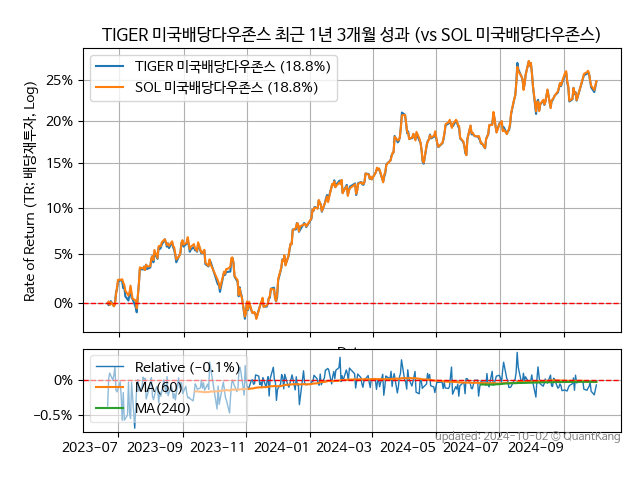 TIGER 미국배당다우존스 최근 1년 3개월 성과 (vs SOL 미국배당다우존스)
TIGER 미국배당다우존스 (18.8%)
SOL 미국배당다우존스 (18.8%)
Rate of Return (TR: 배당재투자, Log)
25%
20%
15%
10%
5%
0%
Relative (−0.1%)
MA(60)
MA(240)
0%
−0.5%
2023-07
2023-09
2023-11
2024-01
2024-03
2024-05
2024-07
2024-09
updated: 2024-10-02 © QuantKang